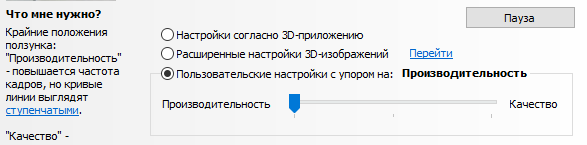 Что мне нужно?
Крайние положения
ползунка:
"Производительность"
- повышается частота
кадров, но кривые
линии выглядят
ступенчатыми.
"Качество" -
Пауза
Настройки согласно 3D-приложению
Расширенные настройки 3D-изображений Перейти
Пользовательские настройки с упором на: Производительность
Производительность Качество